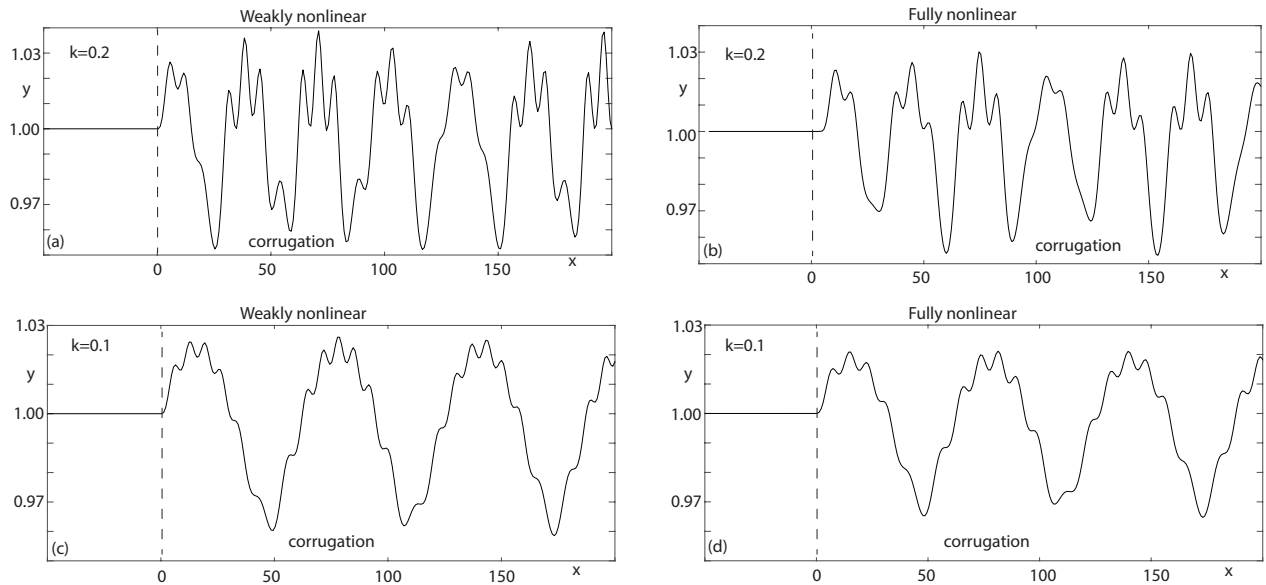 Weakly nonlinear
1.03
k=0.2
y
1.00
0.97
(a)
corrugation
0
50
100
150
x
Fully nonlinear
1.03
k=0.2
y
1.00
0.97
(b)
corrugation
0
50
100
150
x
Weakly nonlinear
1.03
k=0.1
y
1.00
0.97
(c)
corrugation
0
50
100
150
x
Fully nonlinear
1.03
k=0.1
y
1.00
0.97
(d)
corrugation
0
50
100
150
x